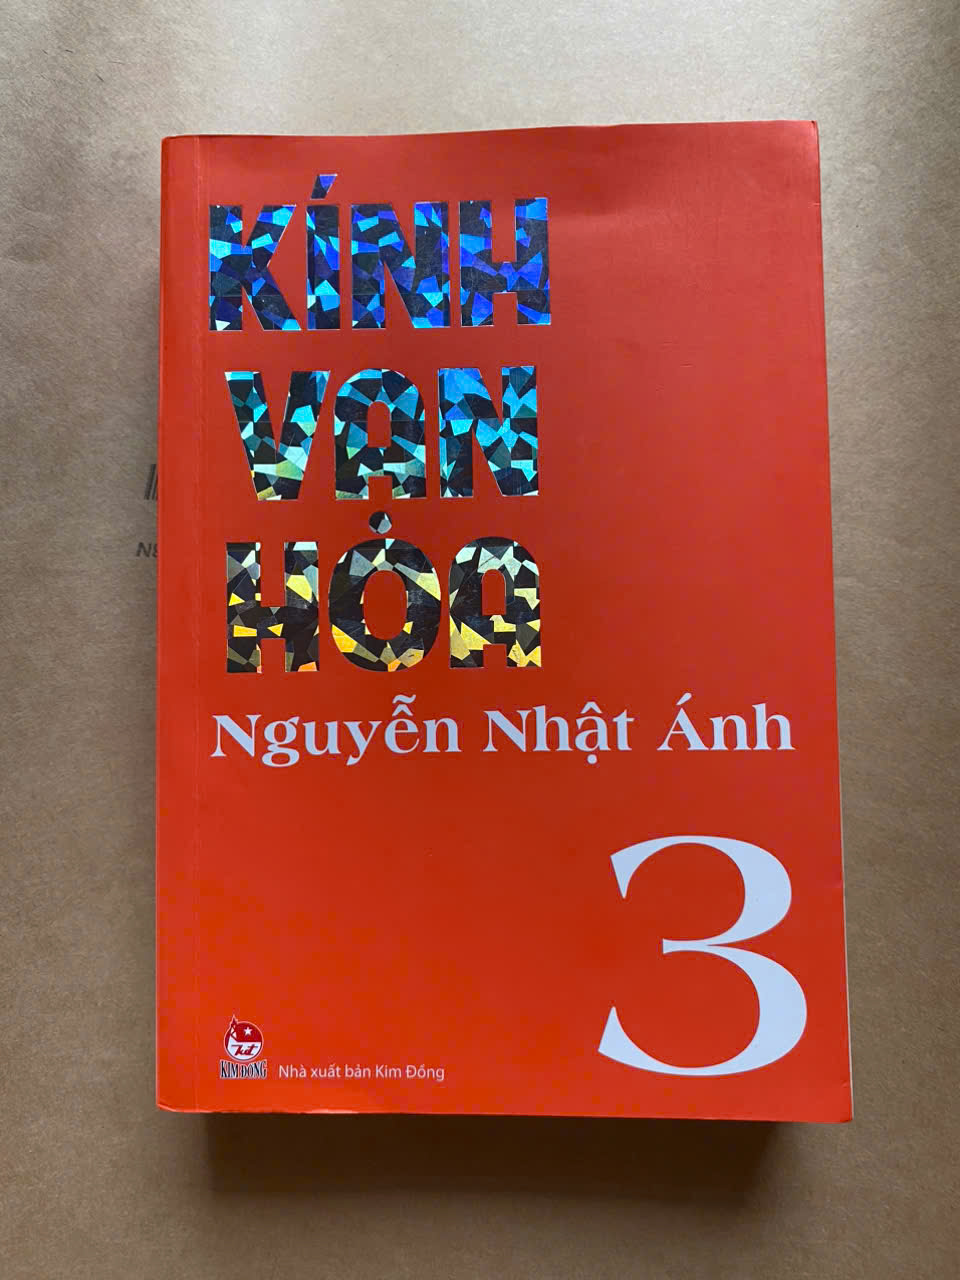 KÍNH
VẠN
HỎA
Nguyễn Nhật Ánh
3
KIM ĐỒNG
Nhà xuất bản Kim Đồng